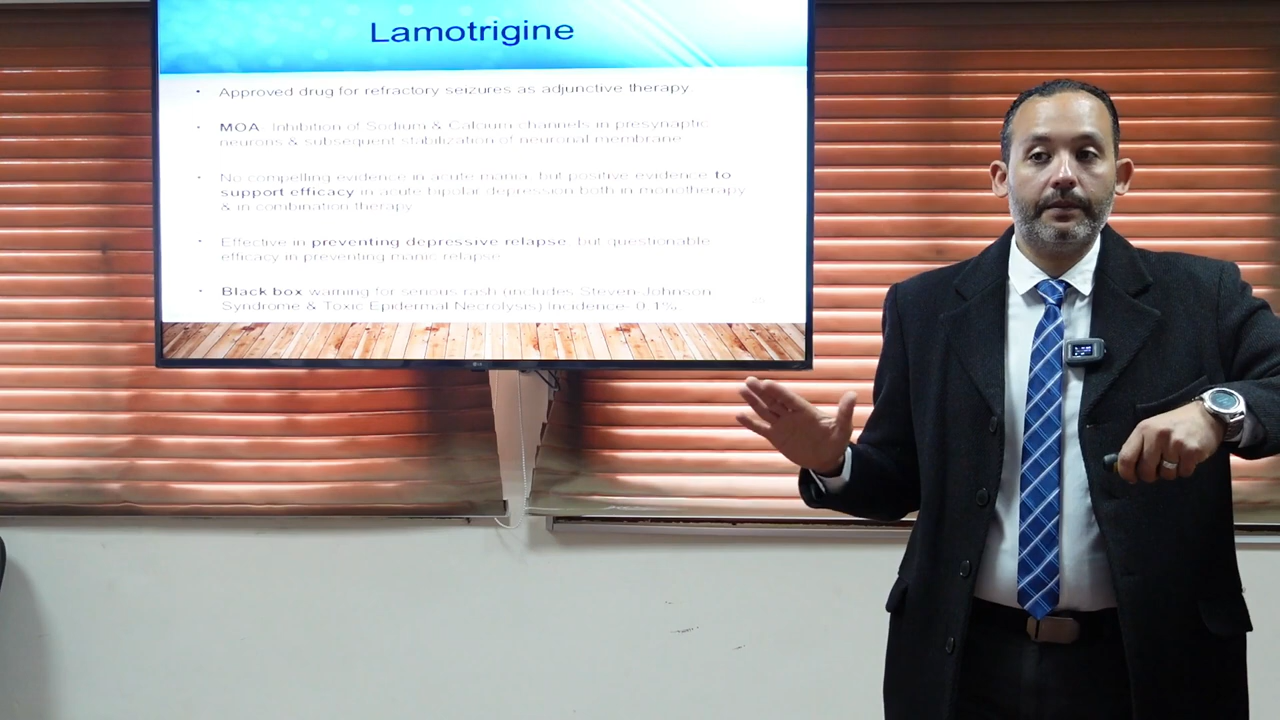 Lamotrigine
• Approved drug for refractory seizures as adjunctive therapy
• MOA Inhibition of Sodium & Calcium channels in presynaptic
neurons & subsequent stabilization of neuronal membrane
• No compelling evidence in acute mania but positive evidence to
support efficacy in acute bipolar depression both in monotherapy
& in combination therapy
• Effective in preventing depressive relapse but questionable
efficacy in preventing manic relapse
• Black box warning for serious rash (includes Steven-Johnson
Syndrome & Toxic Epidermal Necrolysis) Incidence- 0.1%
25
LG